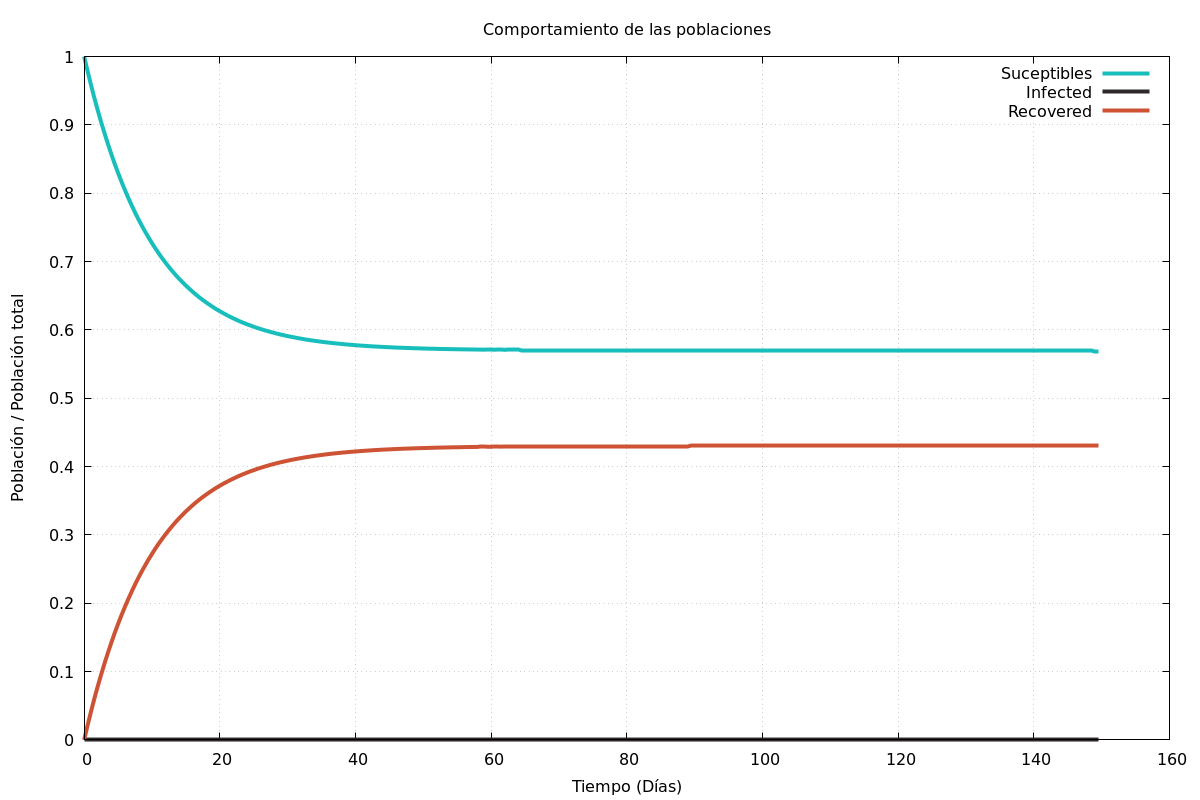 Comportamiento de las poblaciones
Suceptibles
Infected
Recovered
Población / Población total
1
0.9
0.8
0.7
0.6
0.5
0.4
0.3
0.2
0.1
0
0 20 40 60 80 100 120 140 160
Tiempo (Días)